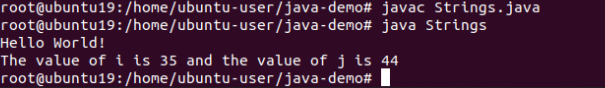 root@ubuntu19:/home/ubuntu-user/java-demo# javac Strings.java
root@ubuntu19:/home/ubuntu-user/java-demo# java Strings
Hello World!
The value of i is 35 and the value of j is 44
root@ubuntu19:/home/ubuntu-user/java-demo#